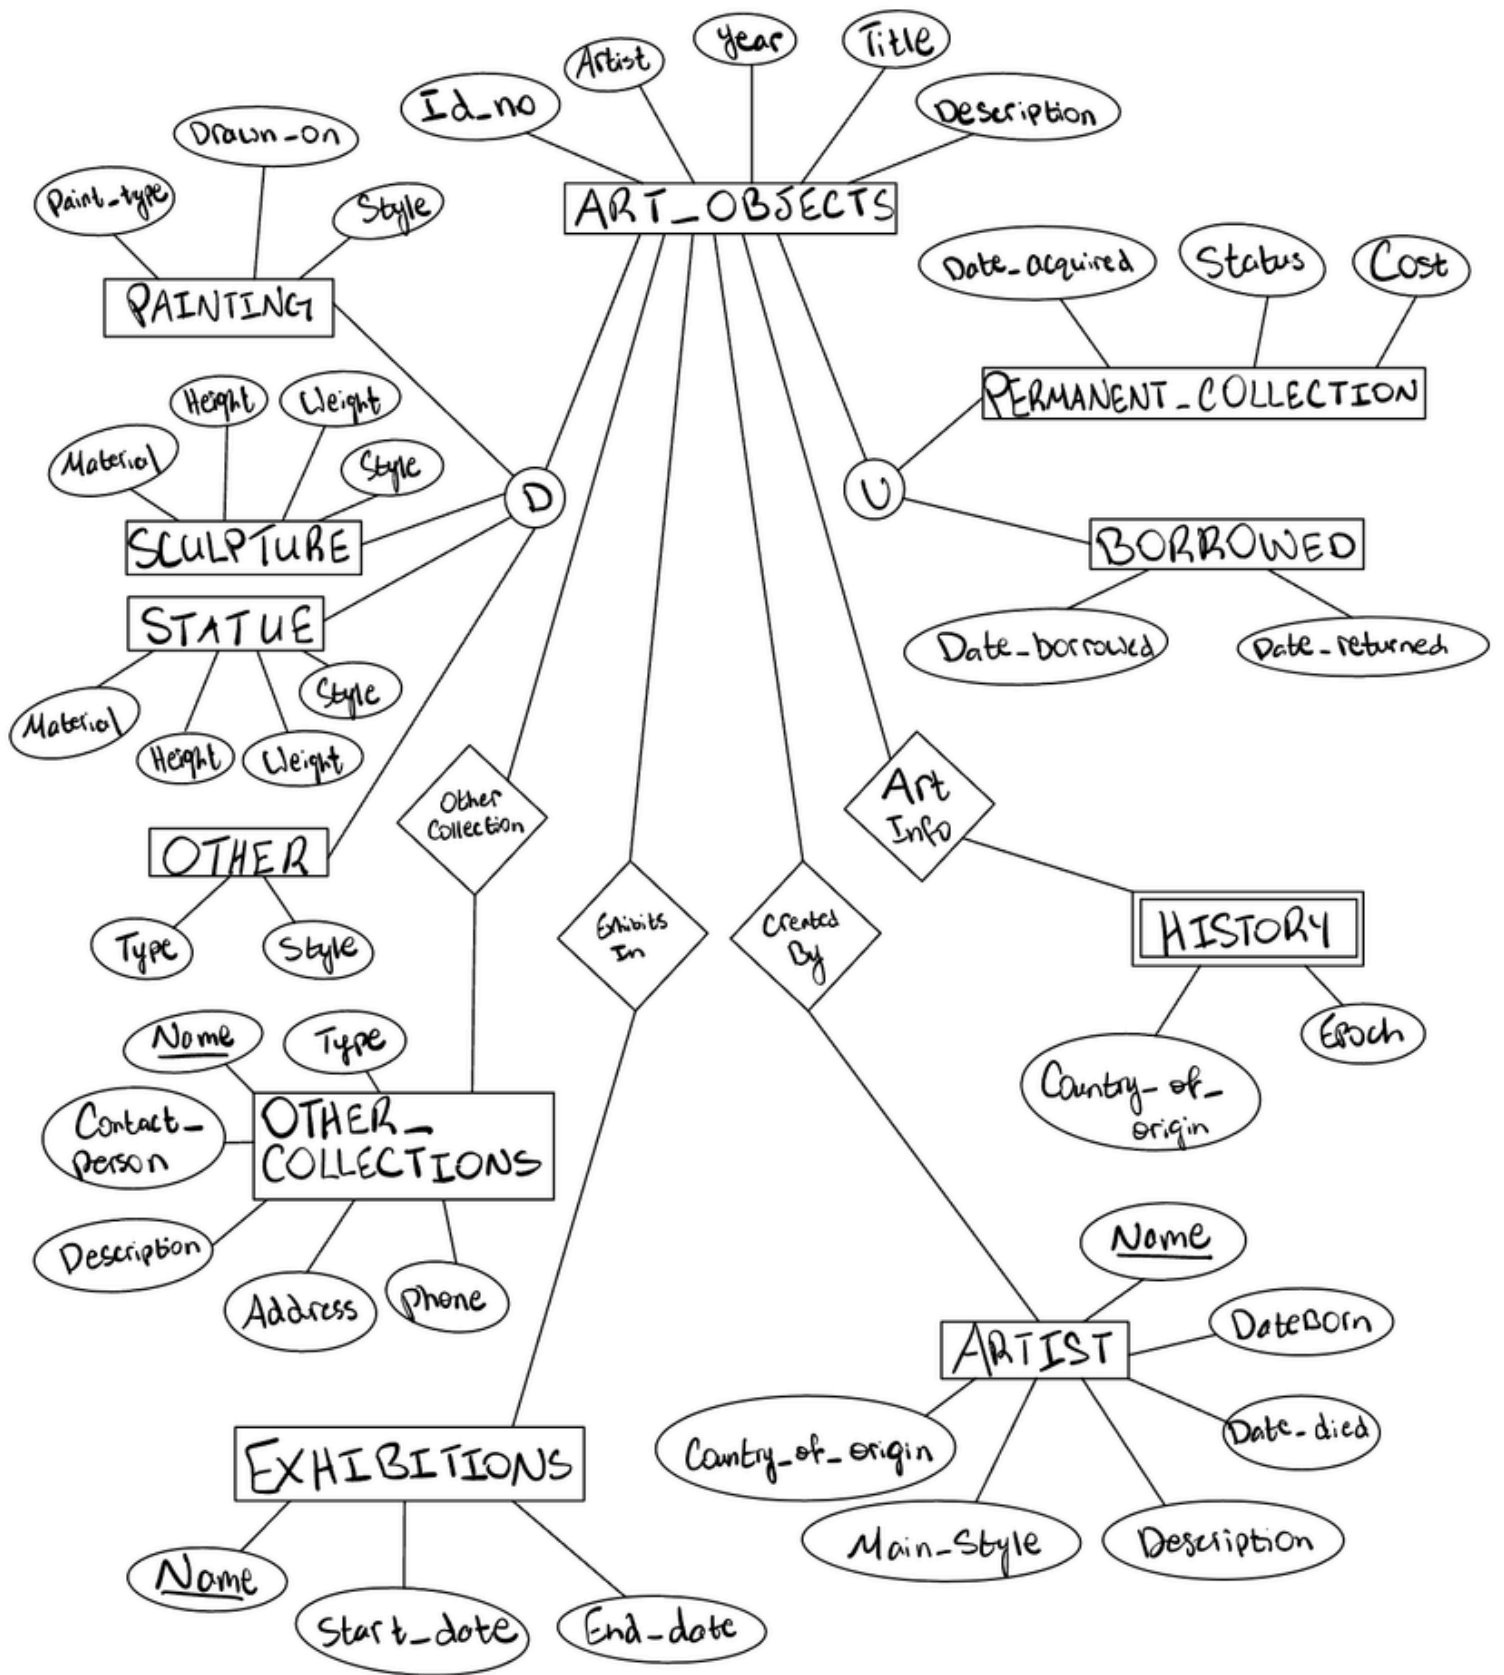 Id_no
Artist
Year
Title
Description
ART_OBJECTS
Paint_type
Drawn_on
Style
PAINTING
Date_acquired
Status
Cost
PERMANENT_COLLECTION
Material
Height
Weight
Style
SCULPTURE
D
U
BORROWED
Date_borrowed
Date_returned
STATUE
Material
Height
Weight
Style
OTHER
Type
Style
Other
Collection
Exhibits
In
Created
By
Art
Info
HISTORY
Country_of_
origin
Epoch
Name
Type
Contact_
person
OTHER_
COLLECTIONS
Description
Address
Phone
Name
DateBorn
ARTIST
Date_died
Country_of_origin
Main_Style
Description
EXHIBITIONS
Name
Start_date
End_date